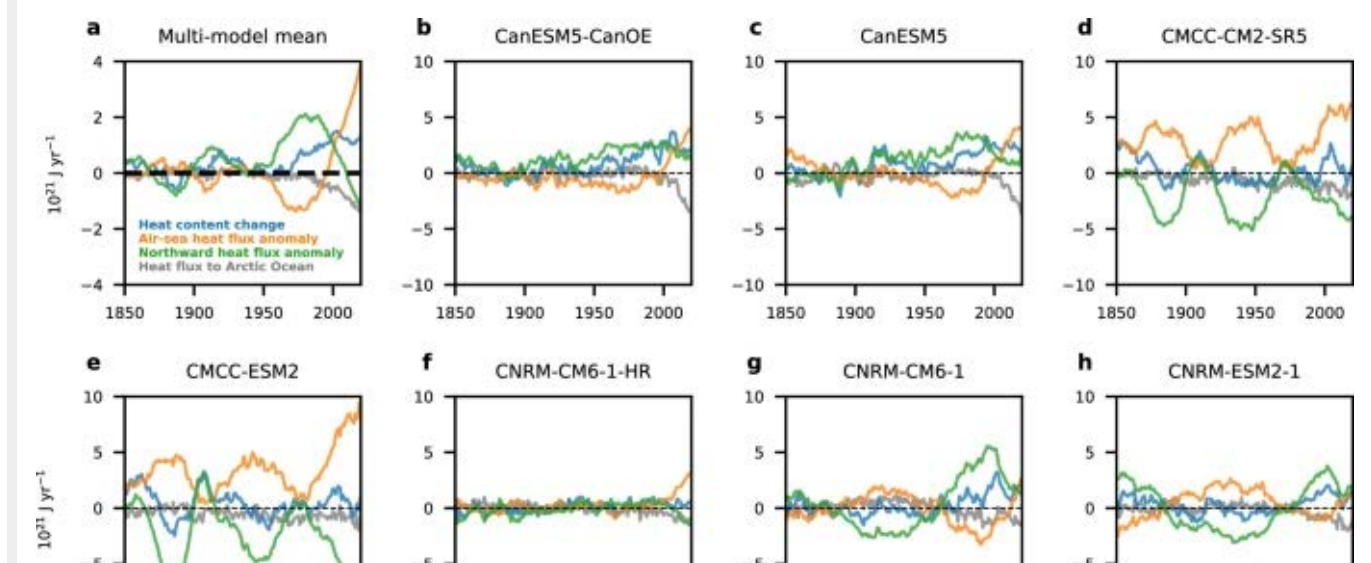 a
Multi-model mean
b
CanESM5-CanOE
c
CanESM5
d
CMCC-CM2-SR5
4
2
0
−2
−4
10²¹ J yr⁻¹
Heat content change
Air-sea heat flux anomaly
Northward heat flux anomaly
Heat flux to Arctic Ocean
1850 1900 1950 2000
10
5
0
−5
−10
1850 1900 1950 2000
10
5
0
−5
−10
1850 1900 1950 2000
10
5
0
−5
−10
1850 1900 1950 2000
e
CMCC-ESM2
f
CNRM-CM6-1-HR
g
CNRM-CM6-1
h
CNRM-ESM2-1
10
5
0
−5
10²¹ J yr⁻¹
10
5
0
−5
10
5
0
−5
10
5
0
−5